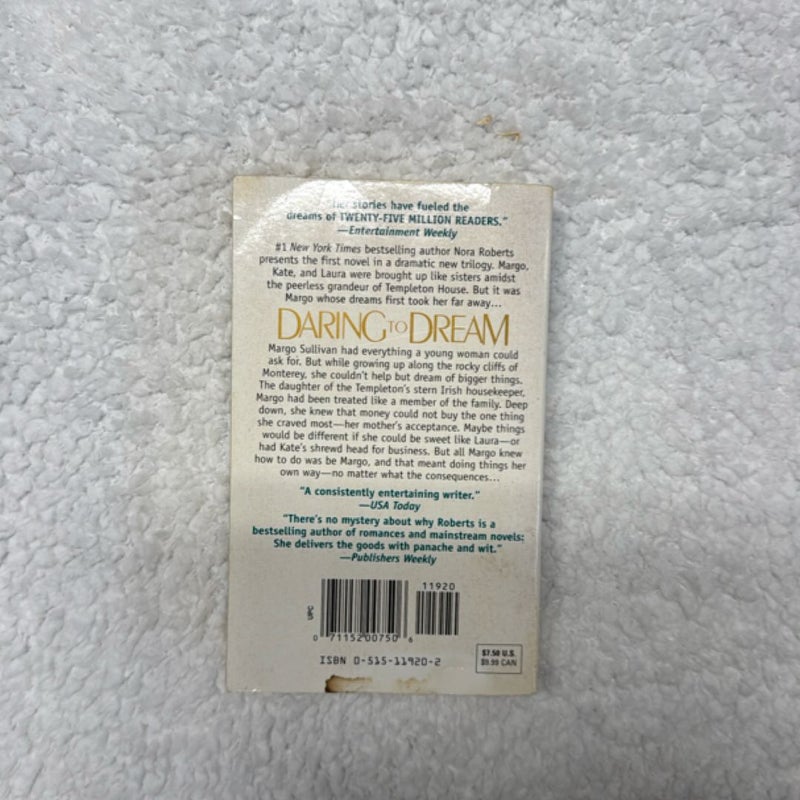 "Her stories have fueled the
dreams of TWENTY-FIVE MILLION READERS."
—Entertainment Weekly
#1 New York Times bestselling author Nora Roberts
presents the first novel in a dramatic new trilogy. Margo,
Kate, and Laura were brought up like sisters amidst
the peerless grandeur of Templeton House. But it was
Margo whose dreams first took her far away...
DARING TO DREAM
Margo Sullivan had everything a young woman could
ask for. But while growing up along the rocky cliffs of
Monterey, she couldn't help but dream of bigger things.
The daughter of the Templeton's stern Irish housekeeper,
Margo had been treated like a member of the family. Deep
down, she knew that money could not buy the one thing
she craved most—her mother's acceptance. Maybe things
would be different if she could be sweet like Laura—or
had Kate's shrewd head for business. But all Margo knew
how to do was be Margo, and that meant doing things her
own way—no matter what the consequences...
"A consistently entertaining writer."
—USA Today
"There's no mystery about why Roberts is a
bestselling author of romances and mainstream novels:
She delivers the goods with panache and wit."
—Publishers Weekly
11920
UPC
0 71152 00750 6
ISBN 0-515-11920-2
$7.50 U.S.
$9.99 CAN